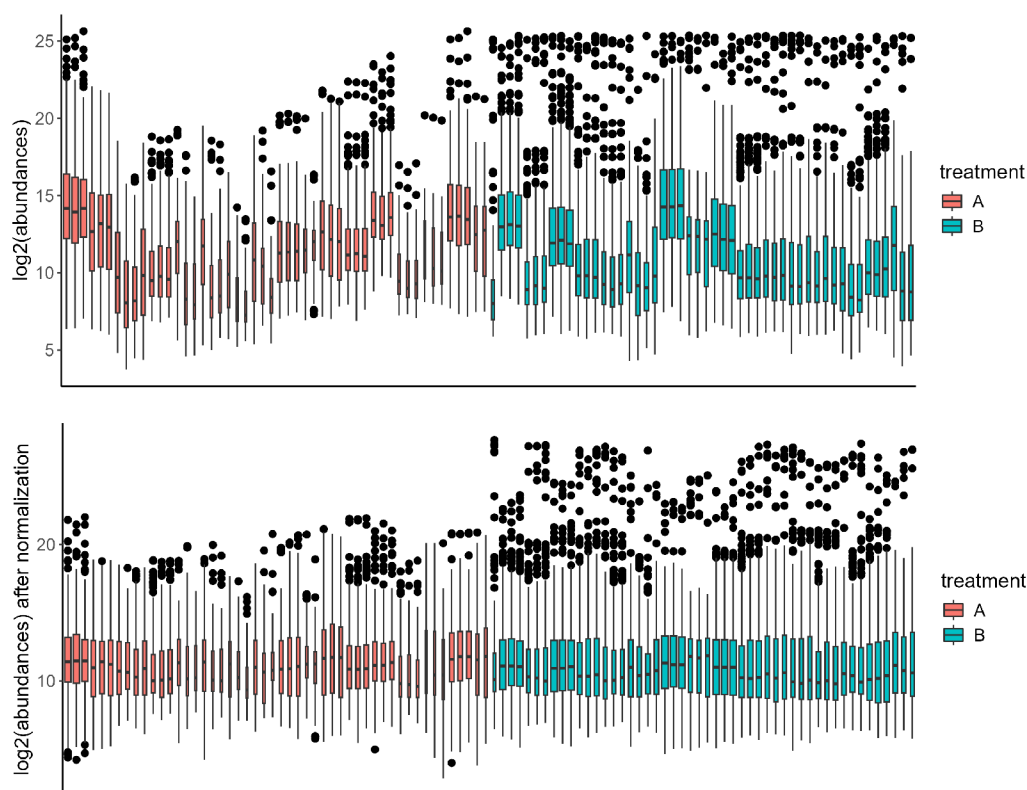 log2(abundances)
25
20
15
10
5
treatment
A
B
log2(abundances) after normalization
20
10
treatment
A
B